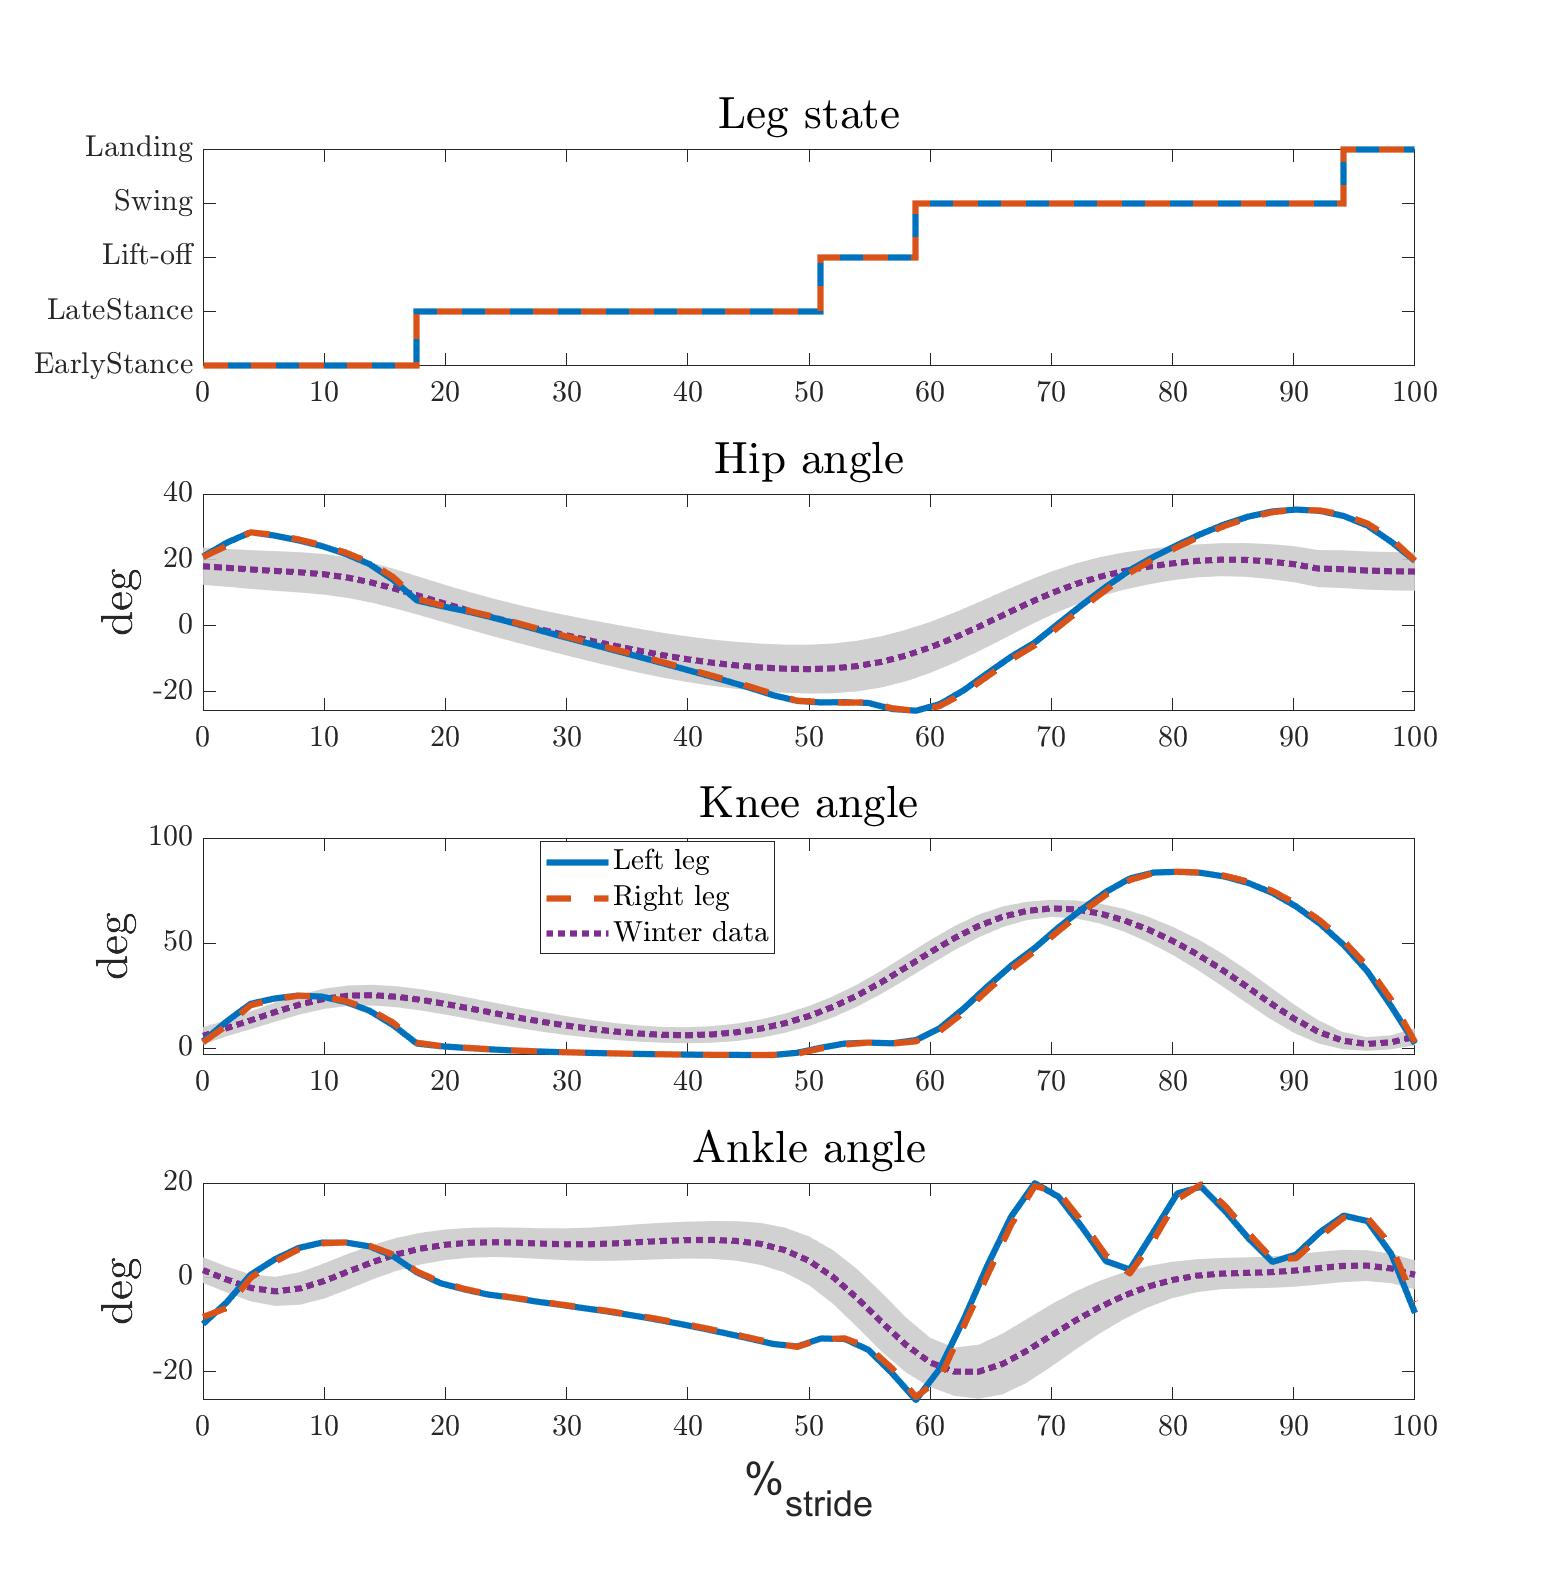 Leg state
Landing
Swing
Lift-off
LateStance
EarlyStance
0 10 20 30 40 50 60 70 80 90 100
Hip angle
deg
40
20
0
-20
0 10 20 30 40 50 60 70 80 90 100
Knee angle
deg
100
50
0
Left leg
Right leg
Winter data
0 10 20 30 40 50 60 70 80 90 100
Ankle angle
deg
20
0
-20
0 10 20 30 40 50 60 70 80 90 100
%stride